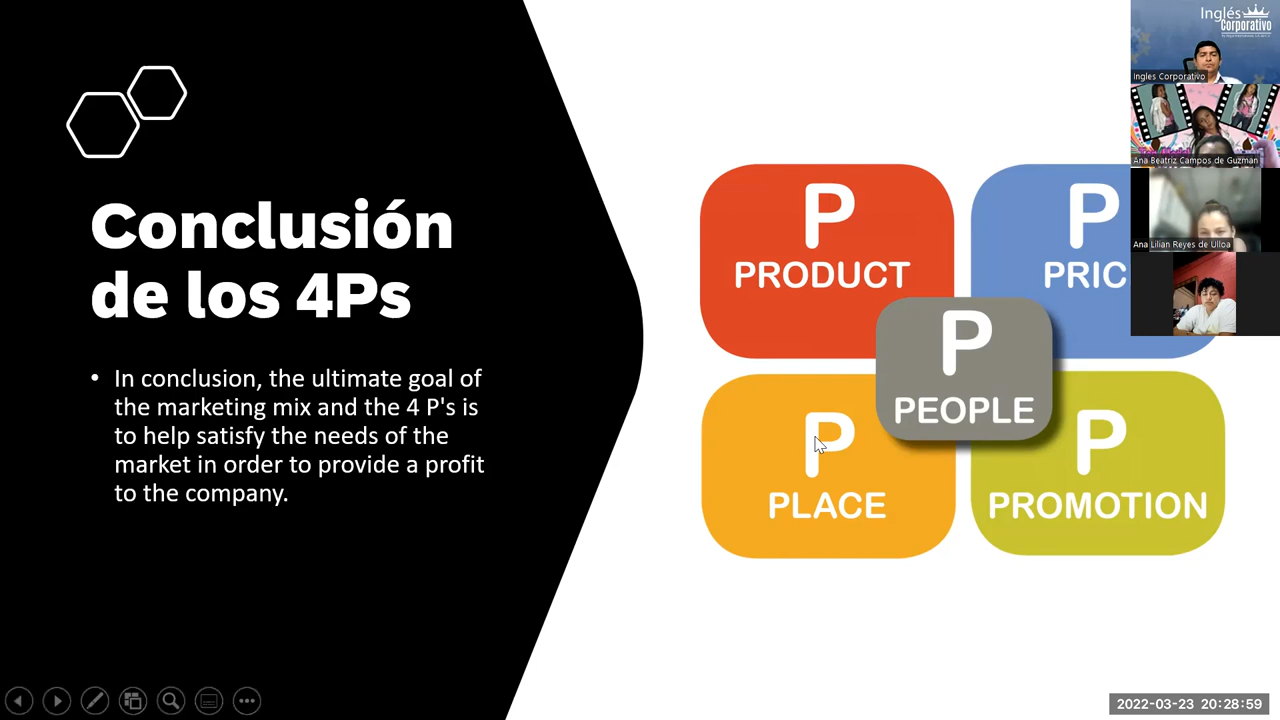 Conclusión
de los 4Ps
• In conclusion, the ultimate goal of
the marketing mix and the 4 P's is
to help satisfy the needs of the
market in order to provide a profit
to the company.
P
PRODUCT
P
PRIC
P
PEOPLE
P
PLACE
P
PROMOTION
Inglés
Corporativo
Ingles Corporativo
Ana Beatriz Campos de Guzman
Ana Lilian Reyes de Ulloa
2022-03-23 20:28:59